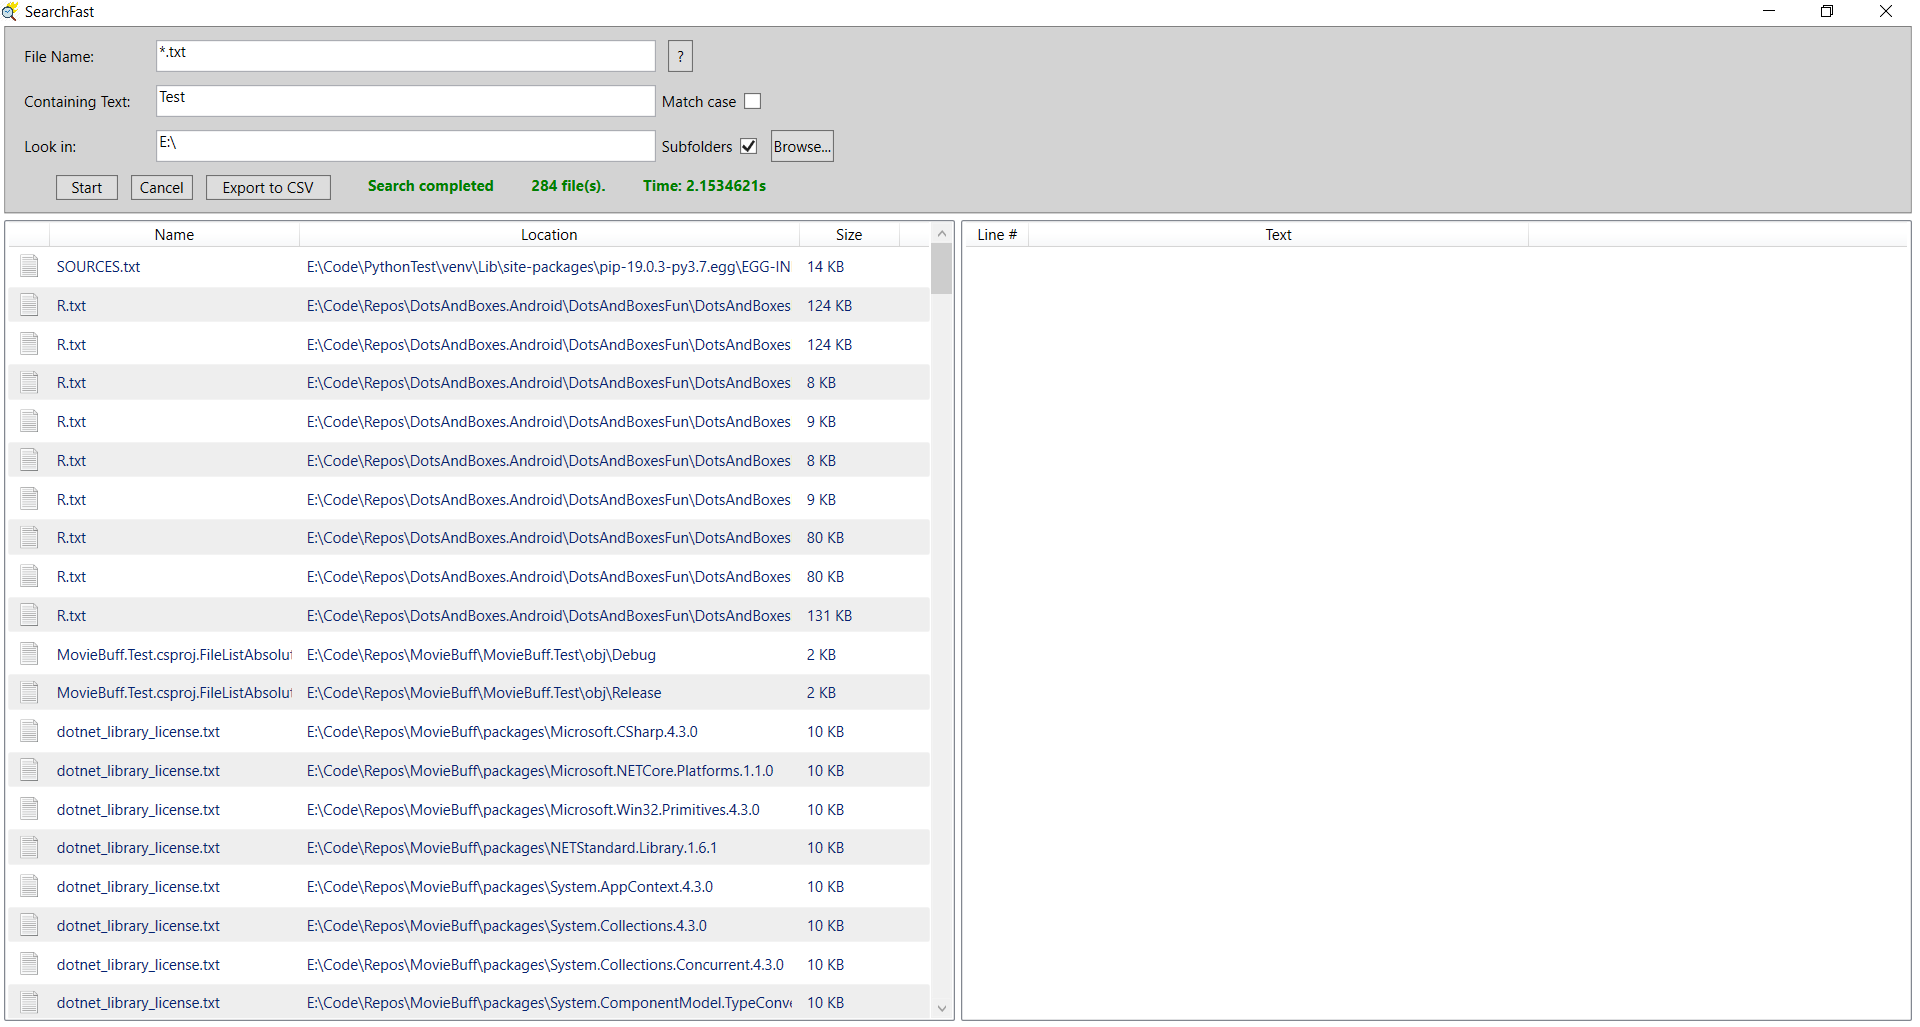 SearchFast
File Name: *.txt ?
Containing Text: Test Match case
Look in: E:\ Subfolders Browse...
Start Cancel Export to CSV Search completed 284 file(s). Time: 2.1534621s
Name Location Size
SOURCES.txt E:\Code\PythonTest\venv\Lib\site-packages\pip-19.0.3-py3.7.egg\EGG-IN 14 KB
R.txt E:\Code\Repos\DotsAndBoxes.Android\DotsAndBoxesFun\DotsAndBoxes 124 KB
R.txt E:\Code\Repos\DotsAndBoxes.Android\DotsAndBoxesFun\DotsAndBoxes 124 KB
R.txt E:\Code\Repos\DotsAndBoxes.Android\DotsAndBoxesFun\DotsAndBoxes 8 KB
R.txt E:\Code\Repos\DotsAndBoxes.Android\DotsAndBoxesFun\DotsAndBoxes 9 KB
R.txt E:\Code\Repos\DotsAndBoxes.Android\DotsAndBoxesFun\DotsAndBoxes 8 KB
R.txt E:\Code\Repos\DotsAndBoxes.Android\DotsAndBoxesFun\DotsAndBoxes 9 KB
R.txt E:\Code\Repos\DotsAndBoxes.Android\DotsAndBoxesFun\DotsAndBoxes 80 KB
R.txt E:\Code\Repos\DotsAndBoxes.Android\DotsAndBoxesFun\DotsAndBoxes 80 KB
R.txt E:\Code\Repos\DotsAndBoxes.Android\DotsAndBoxesFun\DotsAndBoxes 131 KB
MovieBuff.Test.csproj.FileListAbsolut E:\Code\Repos\MovieBuff\MovieBuff.Test\obj\Debug 2 KB
MovieBuff.Test.csproj.FileListAbsolut E:\Code\Repos\MovieBuff\MovieBuff.Test\obj\Release 2 KB
dotnet_library_license.txt E:\Code\Repos\MovieBuff\packages\Microsoft.CSharp.4.3.0 10 KB
dotnet_library_license.txt E:\Code\Repos\MovieBuff\packages\Microsoft.NETCore.Platforms.1.1.0 10 KB
dotnet_library_license.txt E:\Code\Repos\MovieBuff\packages\Microsoft.Win32.Primitives.4.3.0 10 KB
dotnet_library_license.txt E:\Code\Repos\MovieBuff\packages\NETStandard.Library.1.6.1 10 KB
dotnet_library_license.txt E:\Code\Repos\MovieBuff\packages\System.AppContext.4.3.0 10 KB
dotnet_library_license.txt E:\Code\Repos\MovieBuff\packages\System.Collections.4.3.0 10 KB
dotnet_library_license.txt E:\Code\Repos\MovieBuff\packages\System.Collections.Concurrent.4.3.0 10 KB
dotnet_library_license.txt E:\Code\Repos\MovieBuff\packages\System.ComponentModel.TypeConve 10 KB
Line # Text